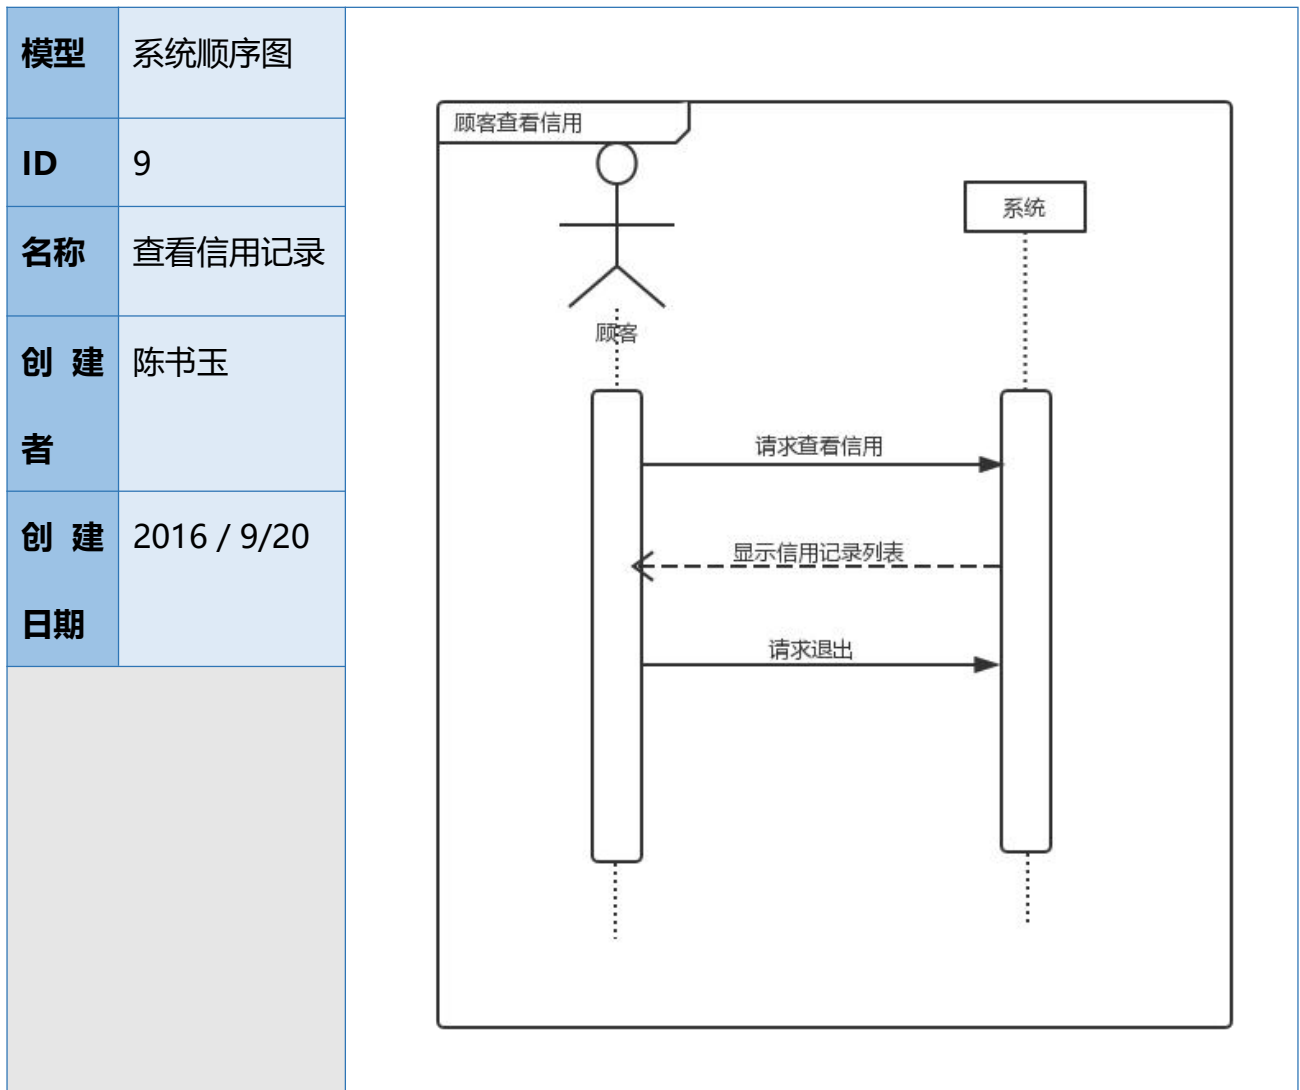 模型
系统顺序图
ID
9
名称
查看信用记录
创 建
者
陈书玉
创 建
日期
2016 / 9/20
顾客查看信用
系统
顾客
请求查看信用
显示信用记录列表
请求退出